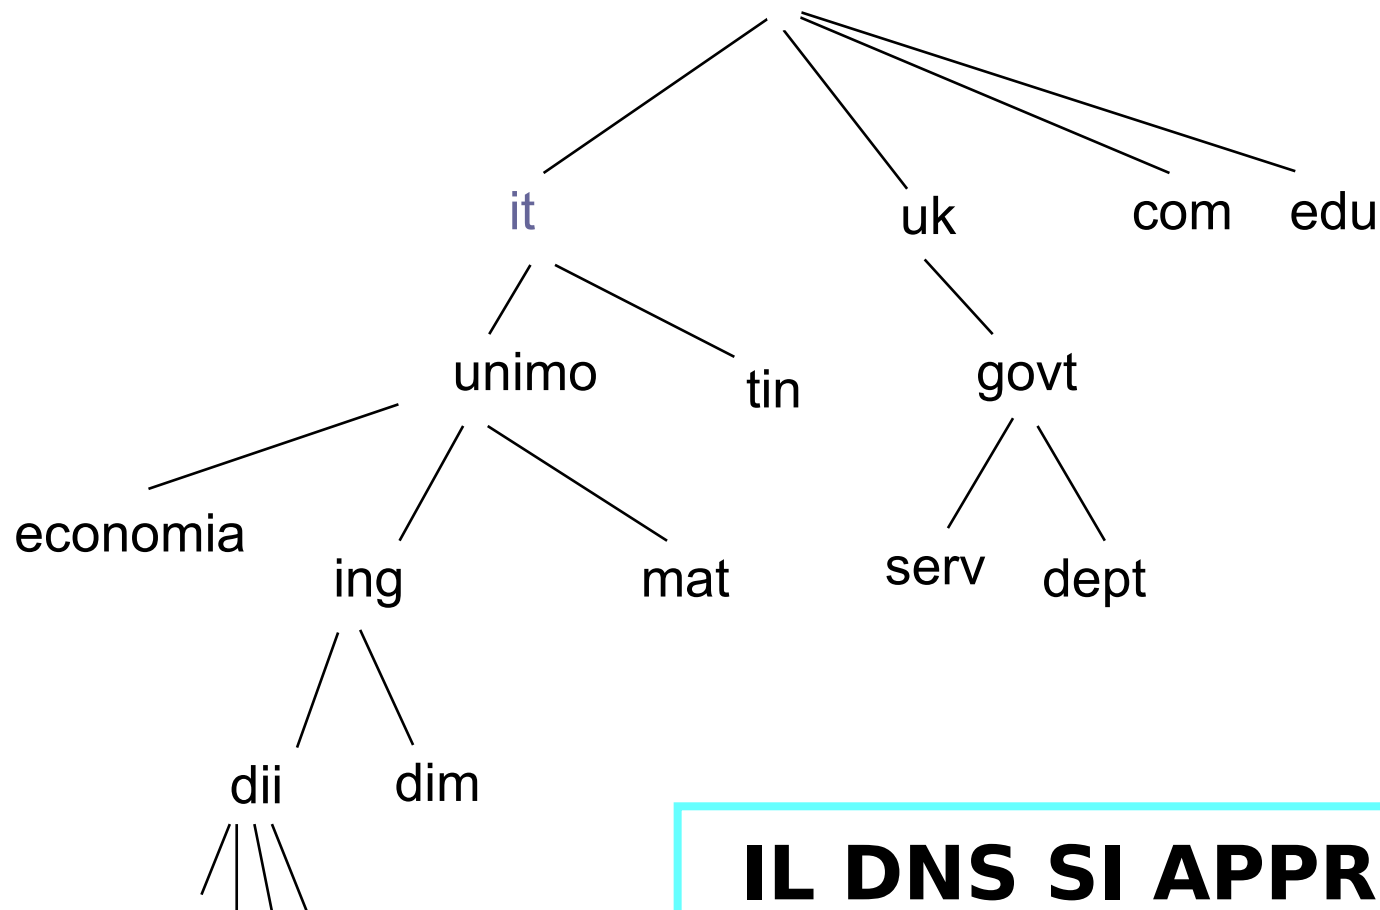 it
uk
com
edu
unimo
tin
govt
economia
ing
mat
serv
dept
dii
dim
IL DNS SI APPR